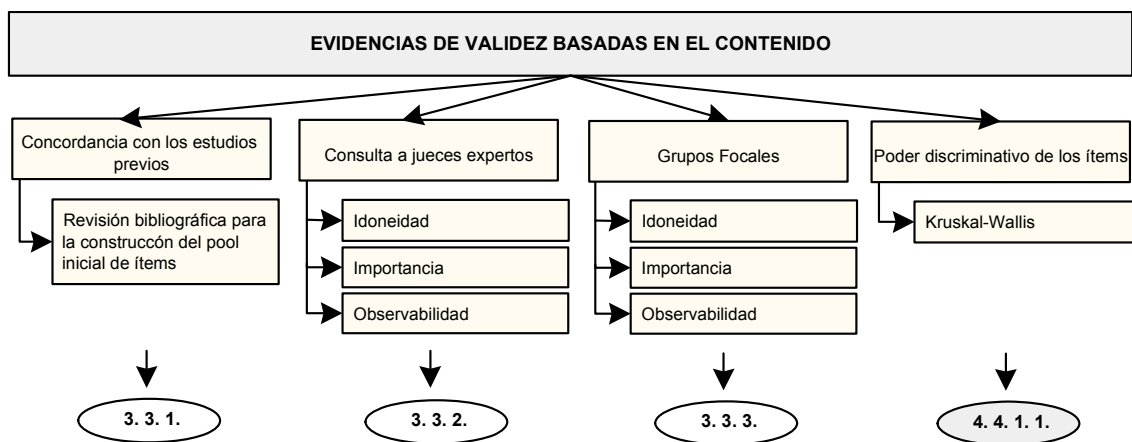 EVIDENCIAS DE VALIDEZ BASADAS EN EL CONTENIDO
Concordancia con los estudios
previos
Revisión bibliográfica para
la construccón del pool
inicial de ítems
3. 3. 1.
Consulta a jueces expertos
Idoneidad
Importancia
Observabilidad
3. 3. 2.
Grupos Focales
Idoneidad
Importancia
Observabilidad
3. 3. 3.
Poder discriminativo de los ítems
Kruskal-Wallis
4. 4. 1. 1.